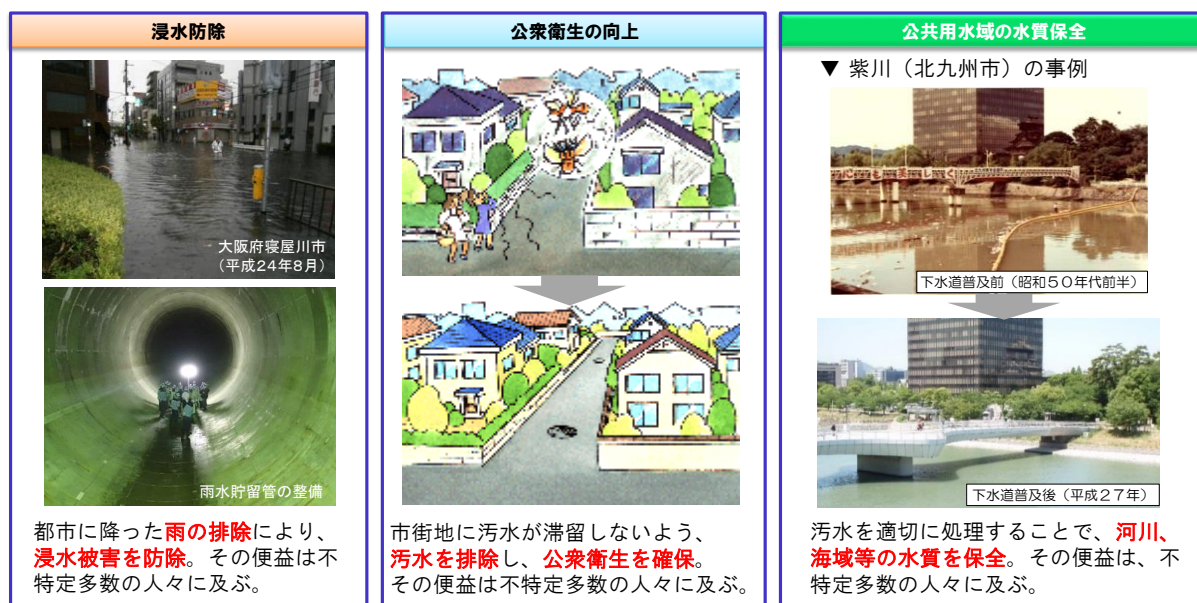 浸水防除
大阪府寝屋川市
(平成24年8月)
雨水貯留管の整備
都市に降った雨の排除により、
浸水被害を防除。その便益は不
特定多数の人々に及ぶ。
公衆衛生の向上
市街地に汚水が滞留しないよう、
汚水を排除し、公衆衛生を確保。
その便益は不特定多数の人々に及ぶ。
公共用水域の水質保全
▼ 紫川（北九州市）の事例
心も美しく
下水道普及前（昭和５０年代前半）
下水道普及後（平成２７年）
汚水を適切に処理することで、河川、
海域等の水質を保全。その便益は、不
特定多数の人々に及ぶ。